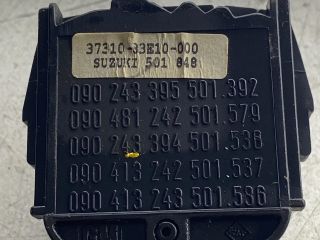 37310-33E10-000
SUZUKI 501 848
090 243 395 501.392
090 481 242 501.579
090 243 394 501.538
090 413 242 501.537
090 413 243 501.586